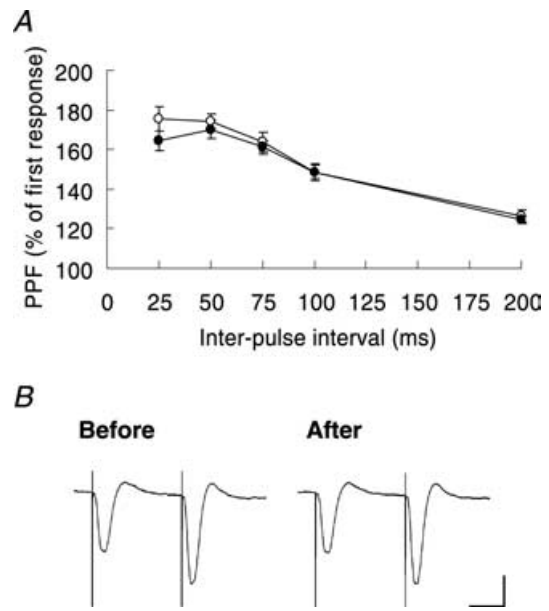 A
PPF (% of first response)
200
180
160
140
120
100
0 25 50 75 100 125 150 175 200
Inter-pulse interval (ms)
B
Before After